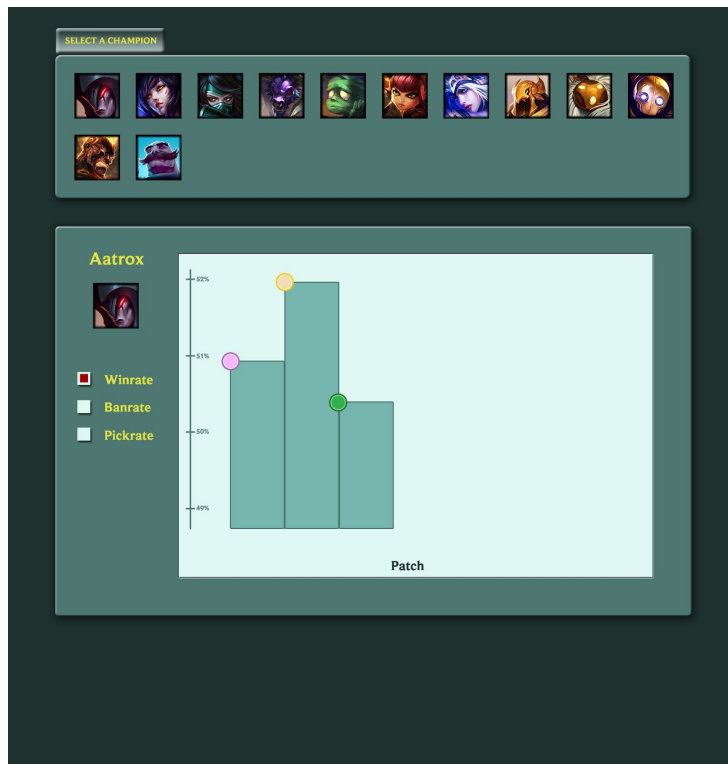 SELECT A CHAMPION
Aatrox
Winrate
Banrate
Pickrate
52%
51%
50%
49%
Patch